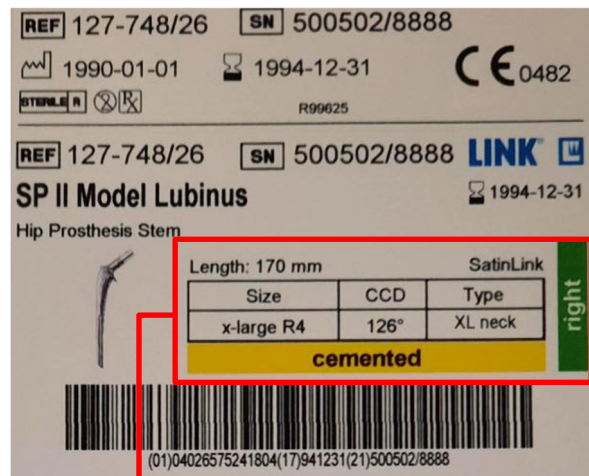 REF 127-748/26 SN 500502/8888
1990-01-01 1994-12-31 CE 0482
STERILE R Rx
R99625
REF 127-748/26 SN 500502/8888 LINK
SP II Model Lubinus 1994-12-31
Hip Prosthesis Stem
Length: 170 mm SatinLink
Size CCD Type
x-large R4 126° XL neck
right
cemented
(01)04026575241804(17)941231(21)500502/8888